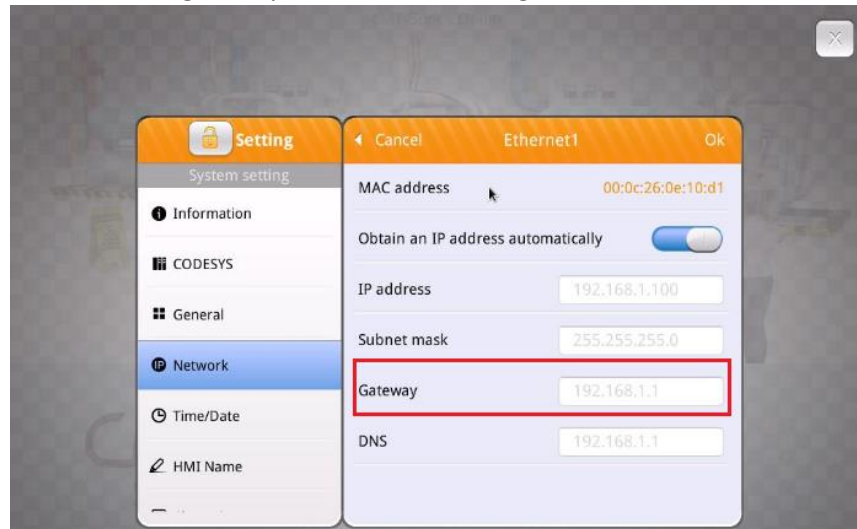 Setting
System setting
Information
CODESYS
General
Network
Time/Date
HMI Name
Cancel Ethernet1 Ok
MAC address 00:0c:26:0e:10:d1
Obtain an IP address automatically
IP address 192.168.1.100
Subnet mask 255.255.255.0
Gateway 192.168.1.1
DNS 192.168.1.1